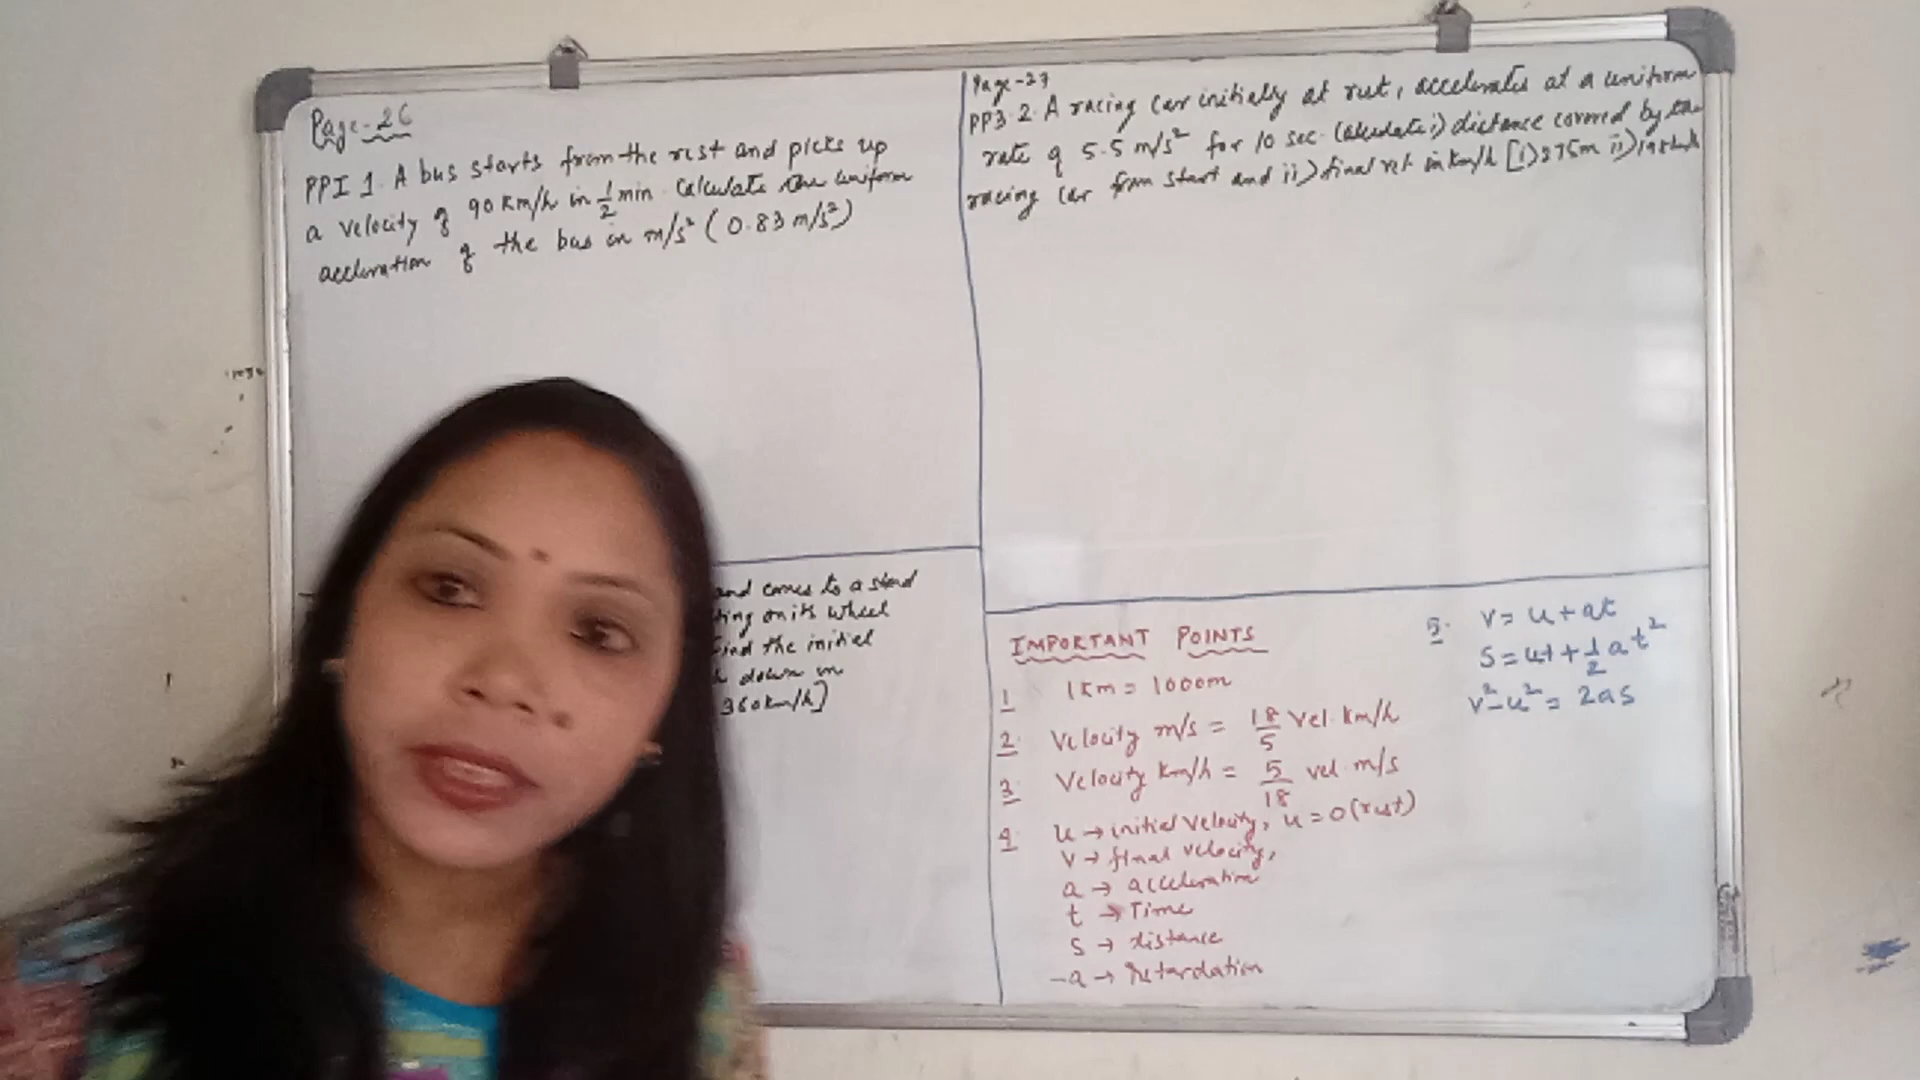 Page-26
PPI 1. A bus starts from the rest and picks up
a velocity of 90 km/h in 1/2 min. Calculate the uniform
accleration of the bus in m/s² (0.83 m/s²)
Page-27
PP3.2. A racing car initially at rest, accelerates at a uniform
rate of 5.5 m/s² for 10 sec. Calculate i) distance covered by the
racing car from start and ii) final vel in km/h [i) 275m ii)
and comes to a stand
ting on its wheel
find the initial
down in
360km/h]
IMPORTANT POINTS
1 1km = 1000m
2. Velocity m/s = 18/5 vel. km/h
3. Velocity km/h = 5/18 vel m/s
4. u → initial velocity, u = 0 (rest)
v → final velocity,
a → accleration
t → Time
s → distance
-a → Retardation
5. v = u + at
s = ut + 1/2 at²
v² - u² = 2as